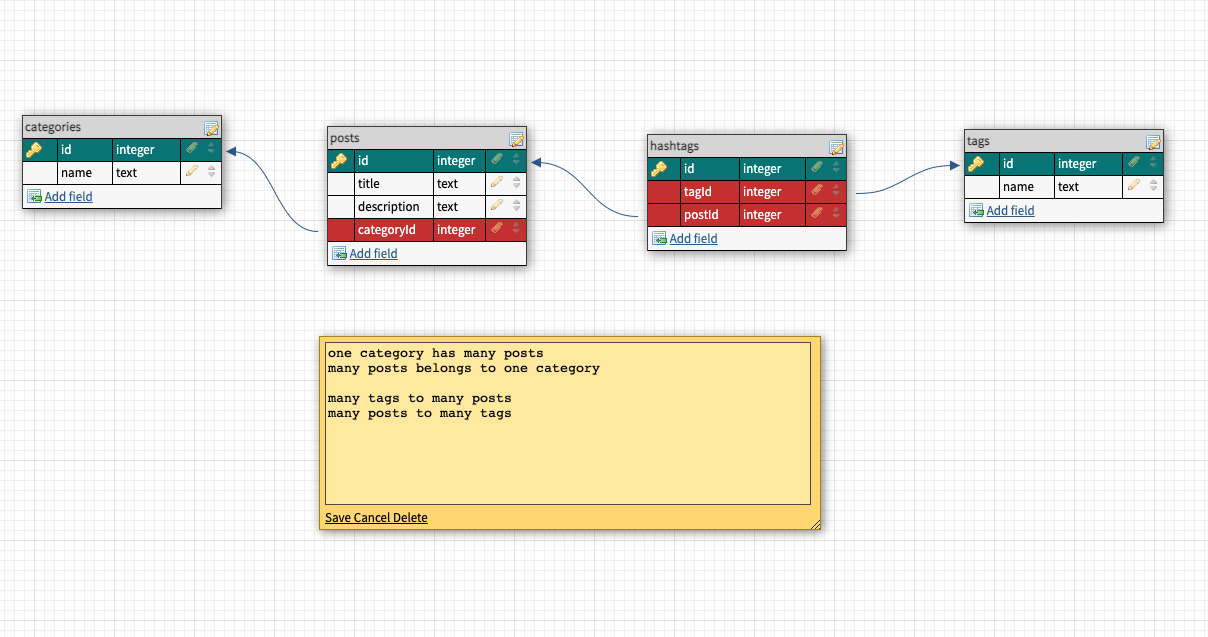 categories
id integer
name text
Add field
posts
id integer
title text
description text
categoryId integer
Add field
hashtags
id integer
tagId integer
postId integer
Add field
tags
id integer
name text
Add field
one category has many posts
many posts belongs to one category
many tags to many posts
many posts to many tags
Save Cancel Delete